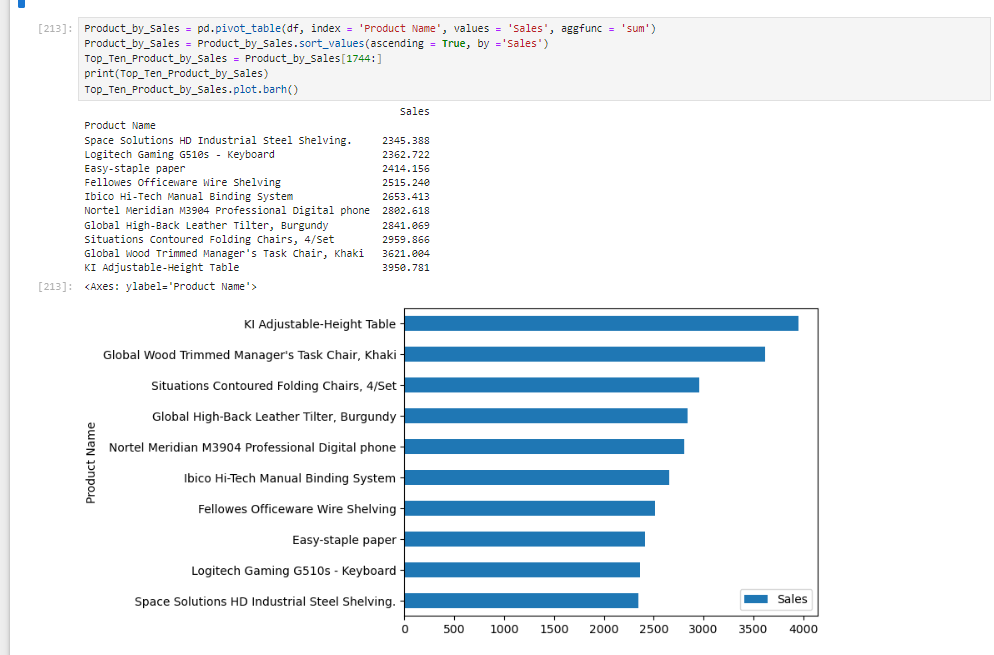 [213]: Product_by_Sales = pd.pivot_table(df, index = 'Product Name', values = 'Sales', aggfunc = 'sum')
Product_by_Sales = Product_by_Sales.sort_values(ascending = True, by ='Sales')
Top_Ten_Product_by_Sales = Product_by_Sales[1744:]
print(Top_Ten_Product_by_Sales)
Top_Ten_Product_by_Sales.plot.barh()
Sales
Product Name
Space Solutions HD Industrial Steel Shelving. 2345.388
Logitech Gaming G510s - Keyboard 2362.722
Easy-staple paper 2414.156
Fellowes Officeware Wire Shelving 2515.240
Ibico Hi-Tech Manual Binding System 2653.413
Nortel Meridian M3904 Professional Digital phone 2802.618
Global High-Back Leather Tilter, Burgundy 2841.069
Situations Contoured Folding Chairs, 4/Set 2959.866
Global Wood Trimmed Manager's Task Chair, Khaki 3621.004
KI Adjustable-Height Table 3950.781
[213]: <Axes: ylabel='Product Name'>
KI Adjustable-Height Table
Global Wood Trimmed Manager's Task Chair, Khaki
Situations Contoured Folding Chairs, 4/Set
Global High-Back Leather Tilter, Burgundy
Nortel Meridian M3904 Professional Digital phone
Ibico Hi-Tech Manual Binding System
Fellowes Officeware Wire Shelving
Easy-staple paper
Logitech Gaming G510s - Keyboard
Space Solutions HD Industrial Steel Shelving.
Product Name
Sales
0 500 1000 1500 2000 2500 3000 3500 4000